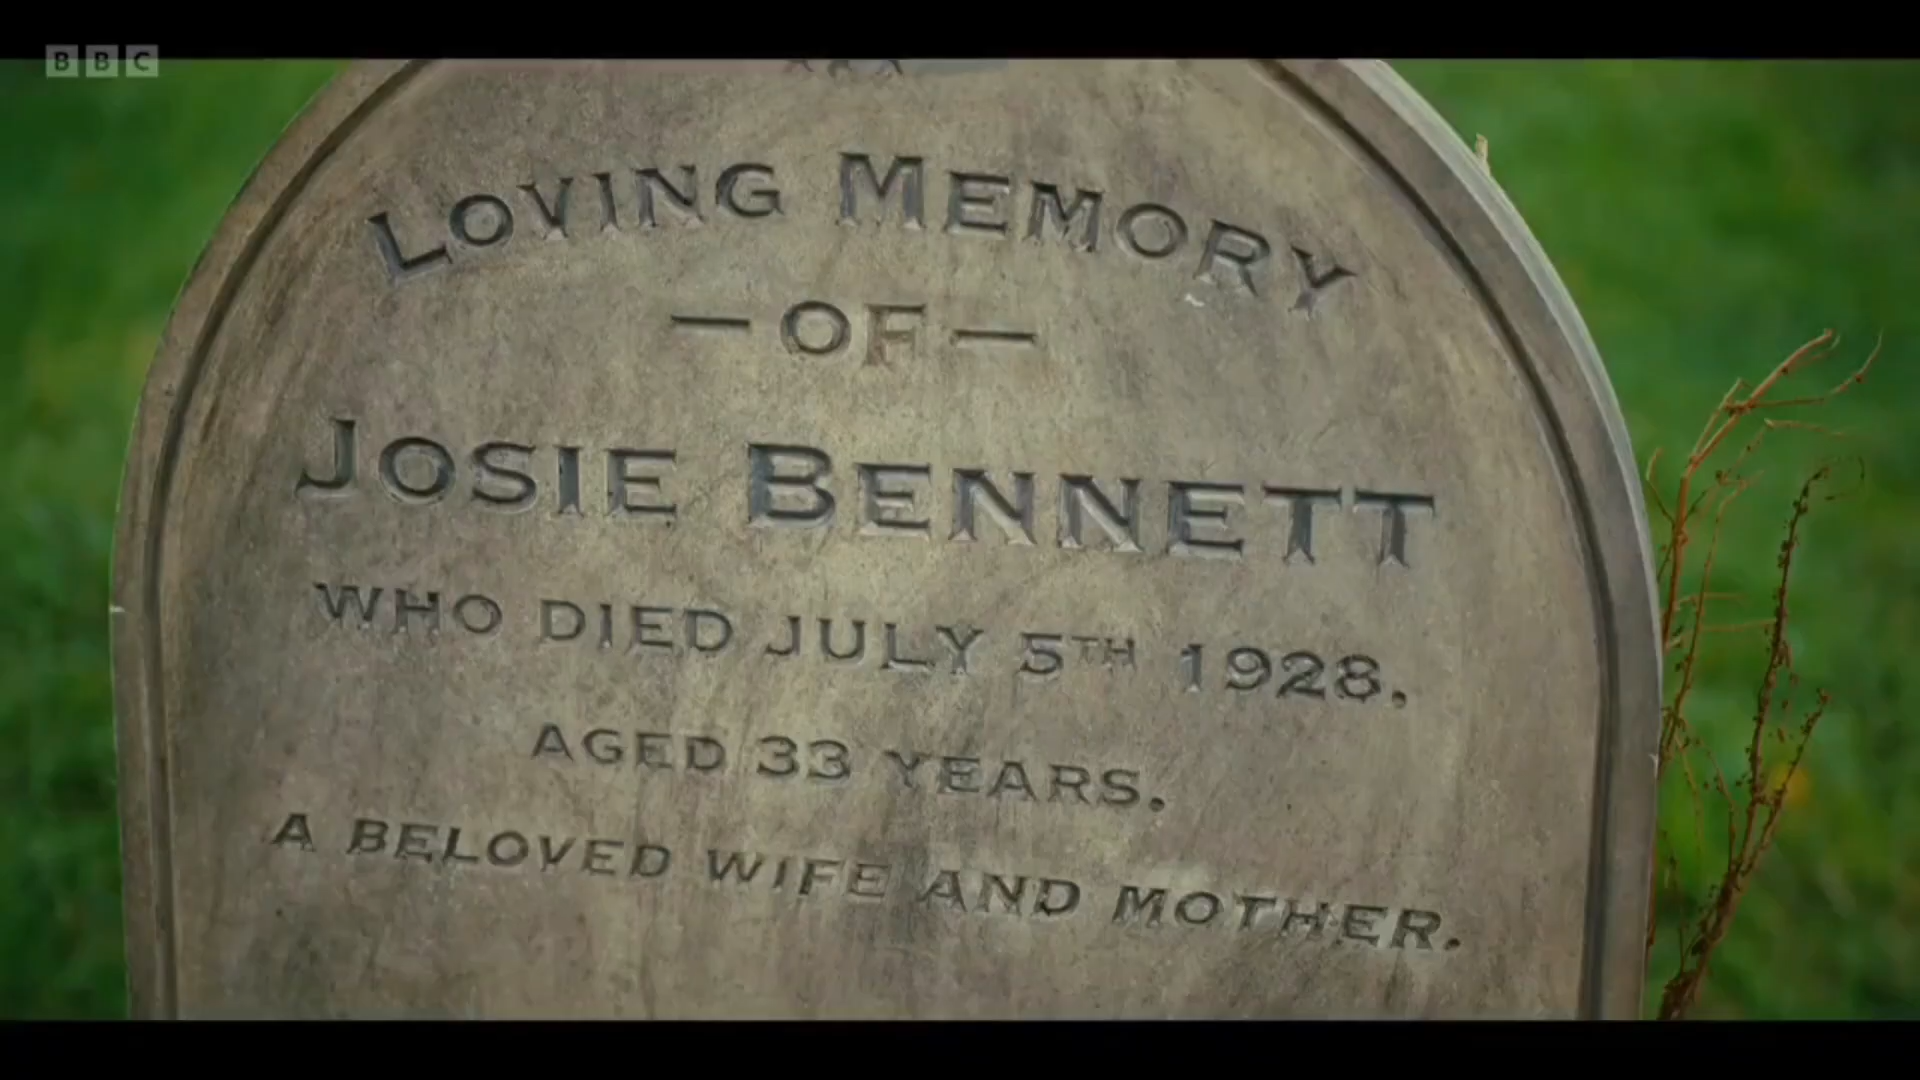 BBC
LOVING MEMORY
— OF —
JOSIE BENNETT
WHO DIED JULY 5TH 1928.
AGED 33 YEARS.
A BELOVED WIFE AND MOTHER.